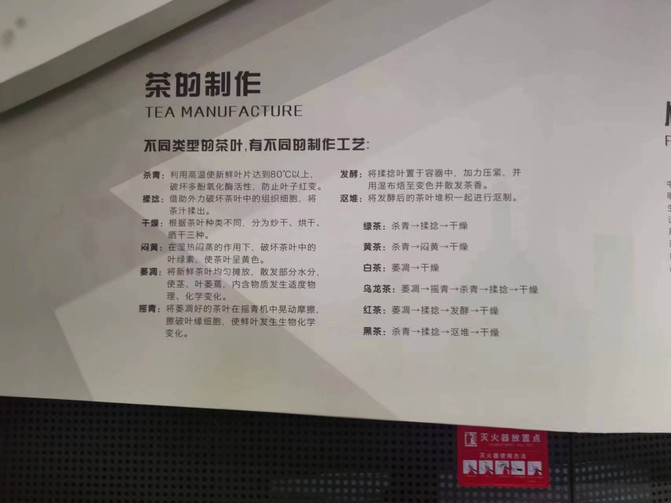 茶的制作
TEA MANUFACTURE
不同类型的茶叶,有不同的制作工艺:
杀青: 利用高温使新鲜叶片达到80℃以上,
破坏多酚氧化酶活性, 防止叶子红变。
揉捻: 借助外力破坏茶叶中的组织细胞, 将
茶汁揉出。
干燥: 根据茶叶种类不同, 分为炒干、烘干、
晒干三种。
闷黄: 在湿热闷蒸的作用下, 破坏茶叶中的
叶绿素, 使茶叶呈黄色。
萎凋: 将新鲜茶叶均匀摊放, 散发部分水分,
使茎、叶萎蔫, 内含物质发生适度物
理、化学变化。
摇青: 将萎凋好的茶叶在摇青机中晃动摩擦,
擦破叶缘细胞, 使鲜叶发生生物化学
变化。
发酵: 将揉捻叶置于容器中, 加力压紧, 并
用湿布焐至变色并散发茶香。
沤堆: 将发酵后的茶叶堆积一起进行沤制。
绿茶: 杀青→揉捻→干燥
黄茶: 杀青→闷黄→干燥
白茶: 萎凋→干燥
乌龙茶: 萎凋→摇青→杀青→揉捻→干燥
红茶: 萎凋→揉捻→发酵→干燥
黑茶: 杀青→揉捻→沤堆→干燥
灭火器放置点
灭火器使用方法